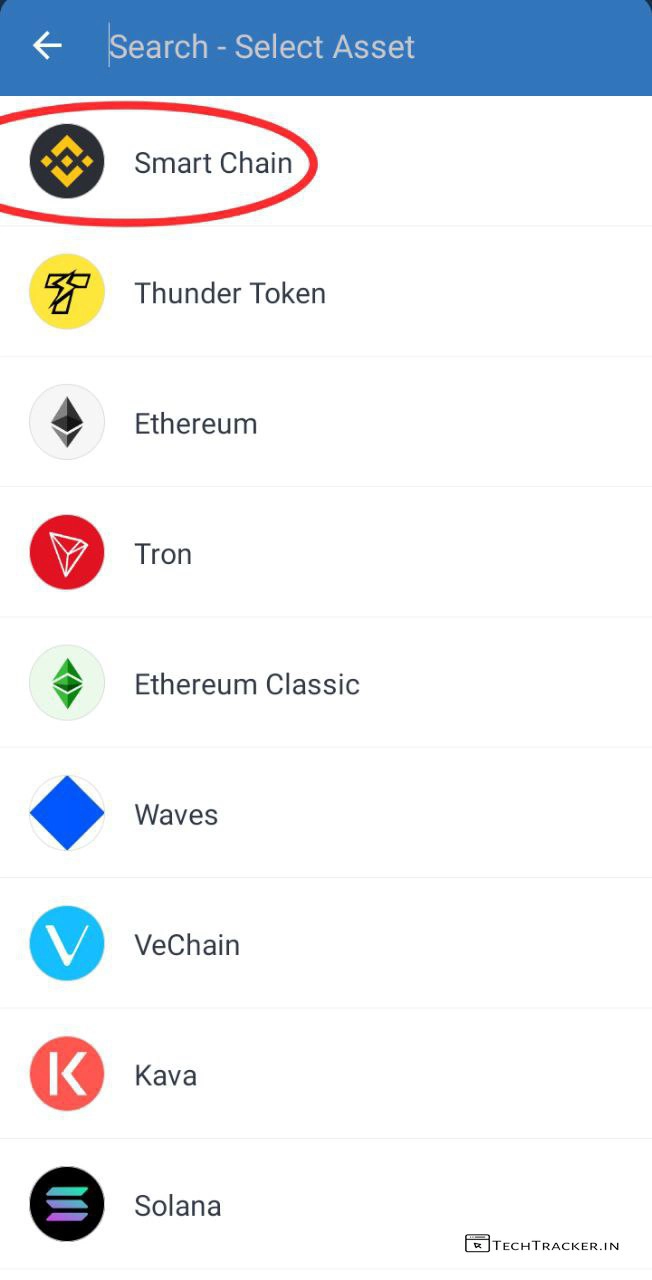 Search - Select Asset
Smart Chain
Thunder Token
Ethereum
Tron
Ethereum Classic
Waves
VeChain
Kava
Solana
TECHTRACKER.IN